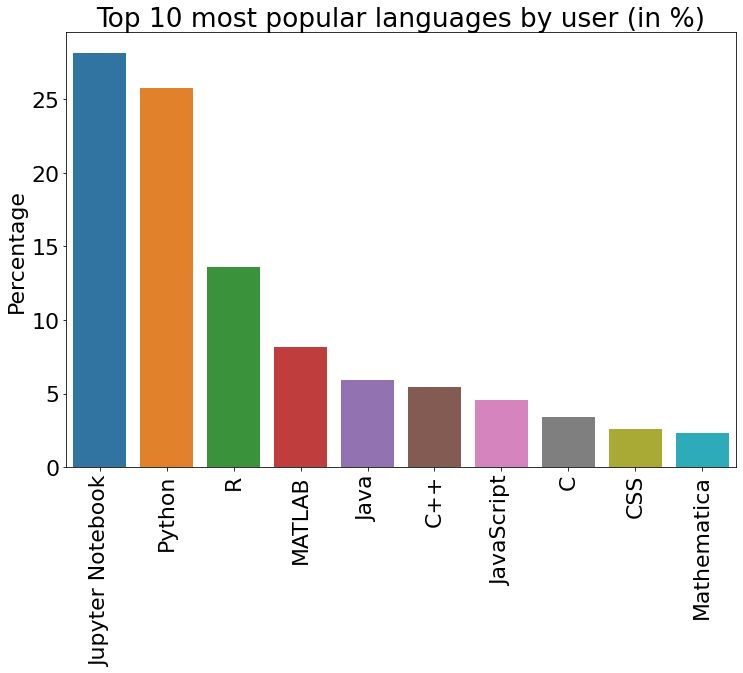 Top 10 most popular languages by user (in %)
Percentage
25
20
15
10
5
0
Jupyter Notebook
Python
R
MATLAB
Java
C++
JavaScript
C
CSS
Mathematica